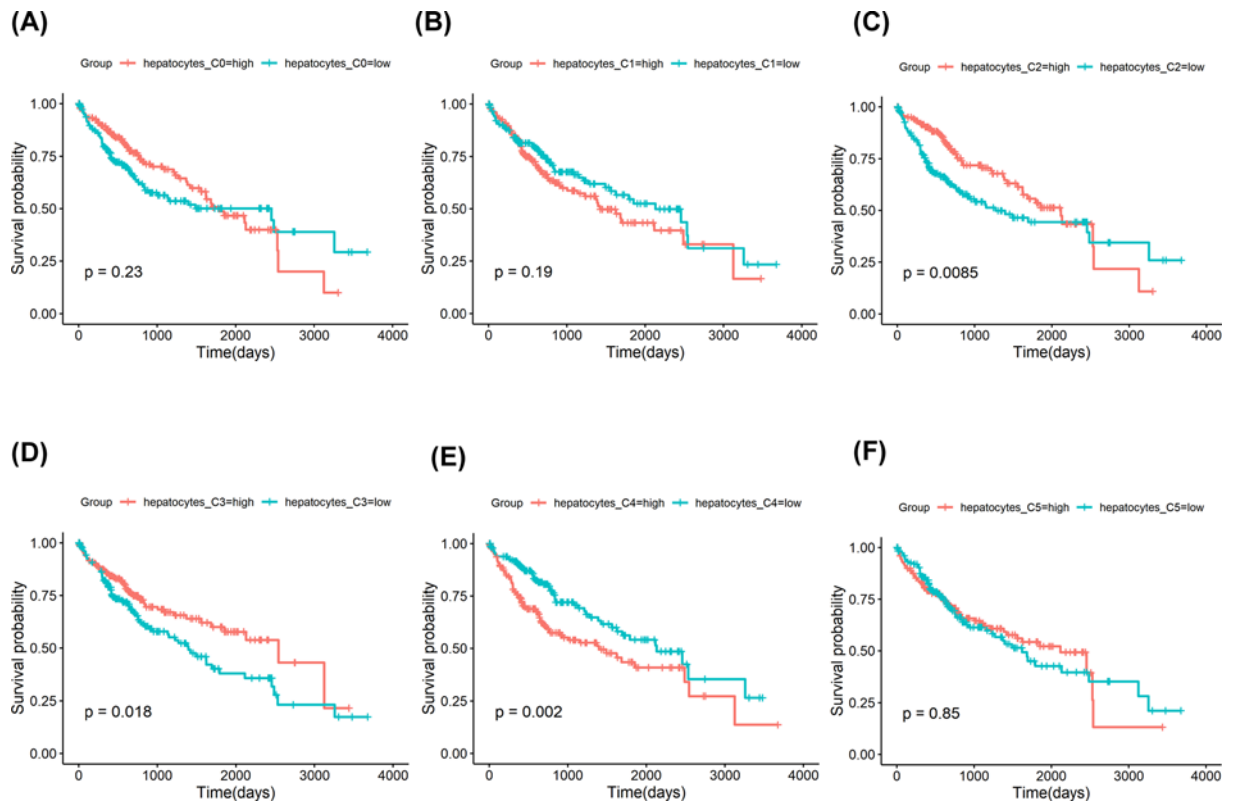 (A)
Group hepatocytes_C0=high hepatocytes_C0=low
Survival probability
1.00
0.75
0.50
0.25
0.00
p = 0.23
0 1000 2000 3000 4000
Time(days)
(B)
Group hepatocytes_C1=high hepatocytes_C1=low
Survival probability
1.00
0.75
0.50
0.25
0.00
p = 0.19
0 1000 2000 3000 4000
Time(days)
(C)
Group hepatocytes_C2=high hepatocytes_C2=low
Survival probability
1.00
0.75
0.50
0.25
0.00
p = 0.0085
0 1000 2000 3000 4000
Time(days)
(D)
Group hepatocytes_C3=high hepatocytes_C3=low
Survival probability
1.00
0.75
0.50
0.25
0.00
p = 0.018
0 1000 2000 3000 4000
Time(days)
(E)
Group hepatocytes_C4=high hepatocytes_C4=low
Survival probability
1.00
0.75
0.50
0.25
0.00
p = 0.002
0 1000 2000 3000 4000
Time(days)
(F)
Group hepatocytes_C5=high hepatocytes_C5=low
Survival probability
1.00
0.75
0.50
0.25
0.00
p = 0.85
0 1000 2000 3000 4000
Time(days)